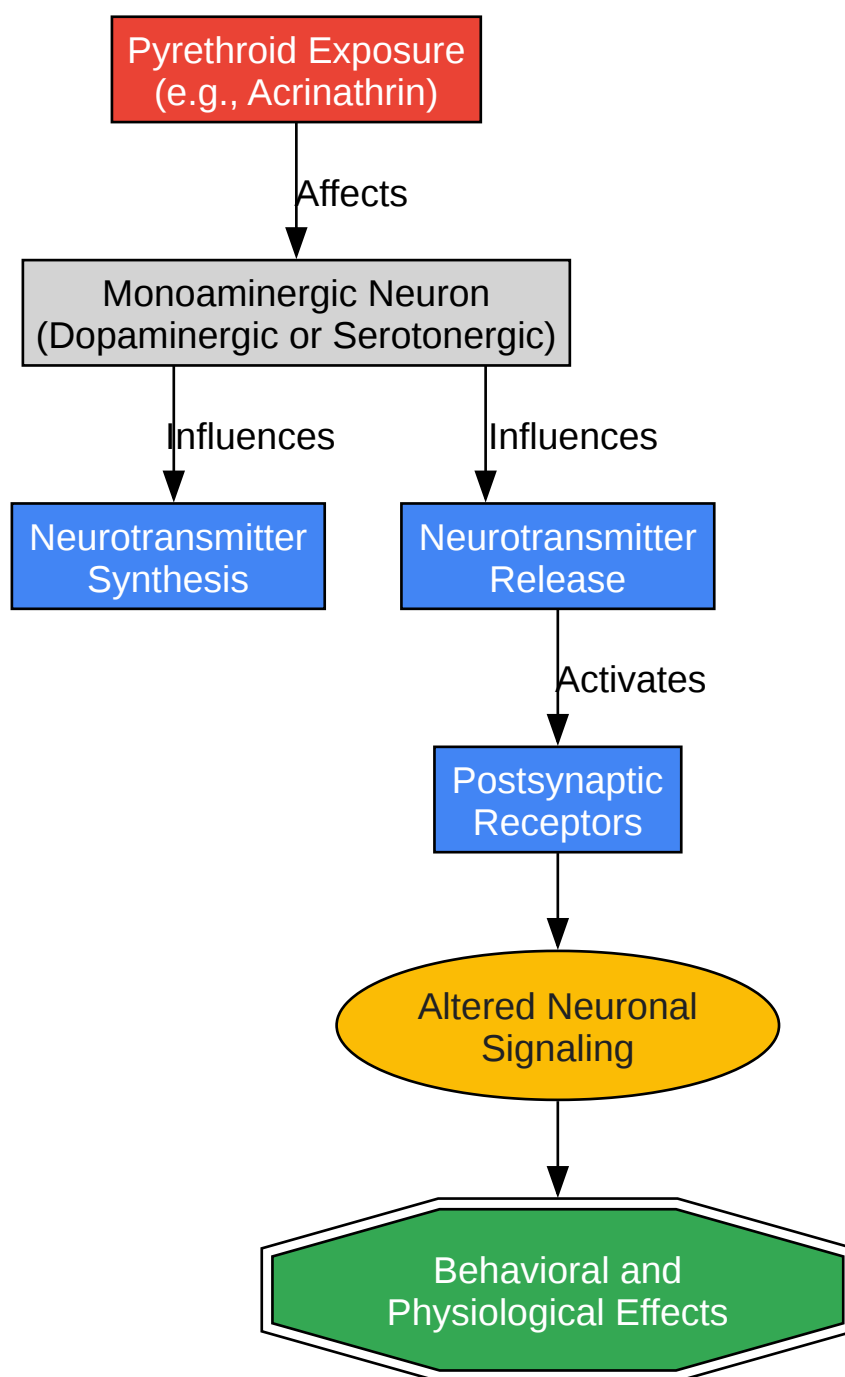 Pyrethroid Exposure
(e.g., Acrinathrin)
Affects
Monoaminergic Neuron
(Dopaminergic or Serotonergic)
Influences
Influences
Neurotransmitter
Synthesis
Neurotransmitter
Release
Activates
Postsynaptic
Receptors
Altered Neuronal
Signaling
Behavioral and
Physiological Effects